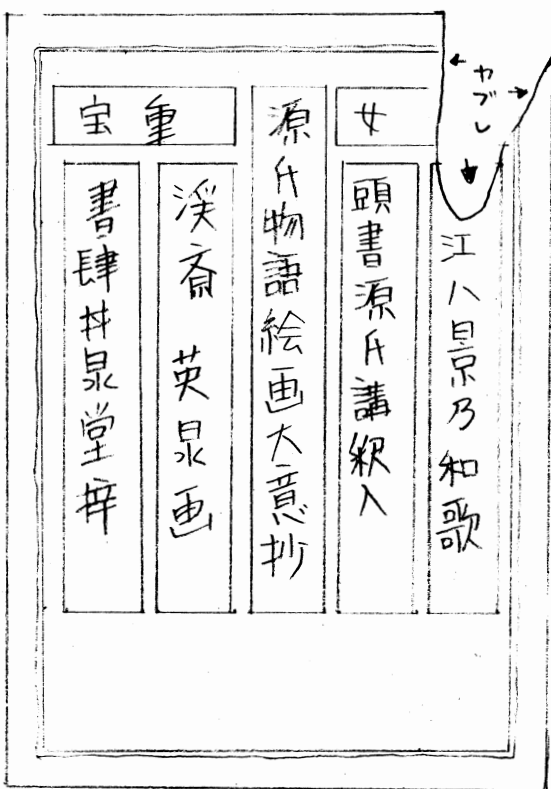 ヤブレ
江八景乃和歌
女
頭書源氏講釈入
源氏物語絵画大意抄
重宝
渓斎 英泉画
書肆丼泉堂梓